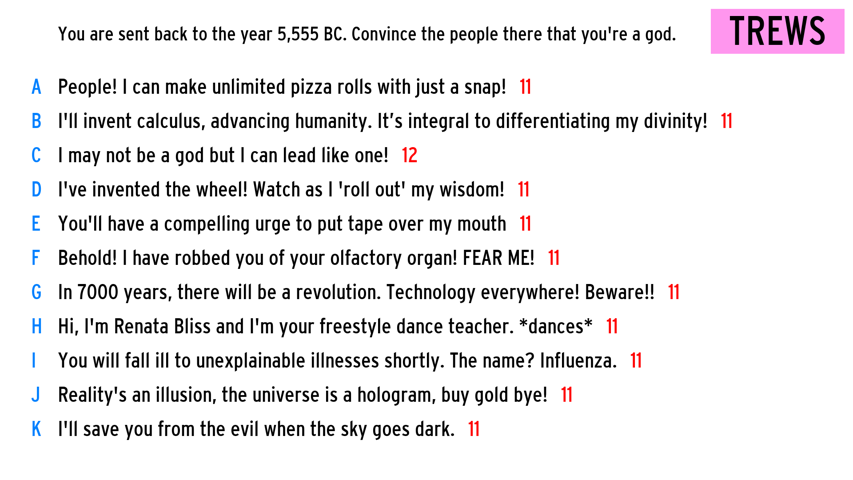 You are sent back to the year 5,555 BC. Convince the people there that you're a god.
TREWS
A People! I can make unlimited pizza rolls with just a snap! 11
B I'll invent calculus, advancing humanity. It’s integral to differentiating my divinity! 11
C I may not be a god but I can lead like one! 12
D I've invented the wheel! Watch as I 'roll out' my wisdom! 11
E You'll have a compelling urge to put tape over my mouth 11
F Behold! I have robbed you of your olfactory organ! FEAR ME! 11
G In 7000 years, there will be a revolution. Technology everywhere! Beware!! 11
H Hi, I'm Renata Bliss and I'm your freestyle dance teacher. *dances* 11
I You will fall ill to unexplainable illnesses shortly. The name? Influenza. 11
J Reality's an illusion, the universe is a hologram, buy gold bye! 11
K I'll save you from the evil when the sky goes dark. 11